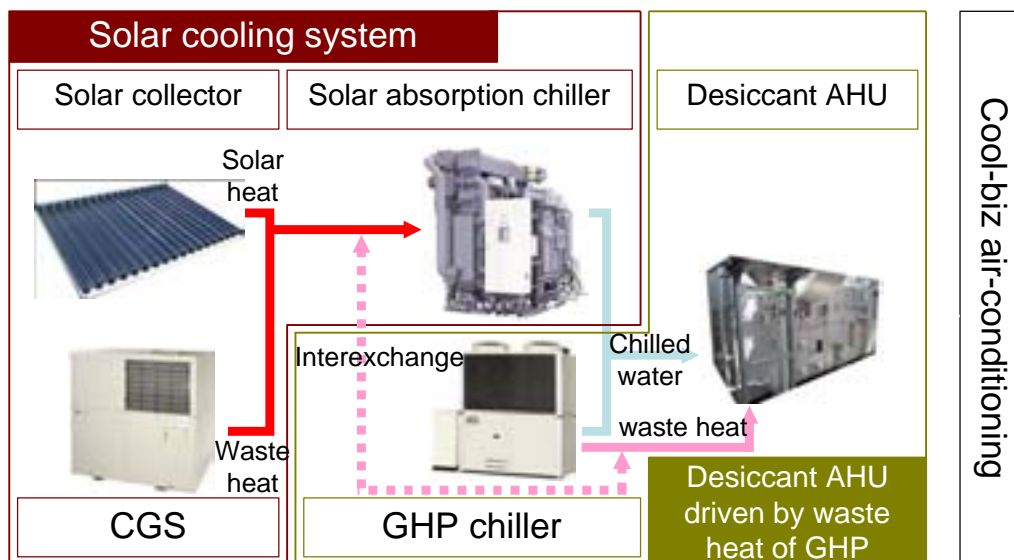 Solar cooling system
Solar collector
Solar absorption chiller
Desiccant AHU
Solar
heat
Interexchange
Chilled
water
waste heat
Waste
heat
CGS
GHP chiller
Desiccant AHU
driven by waste
heat of GHP
Cool-biz air-conditioning